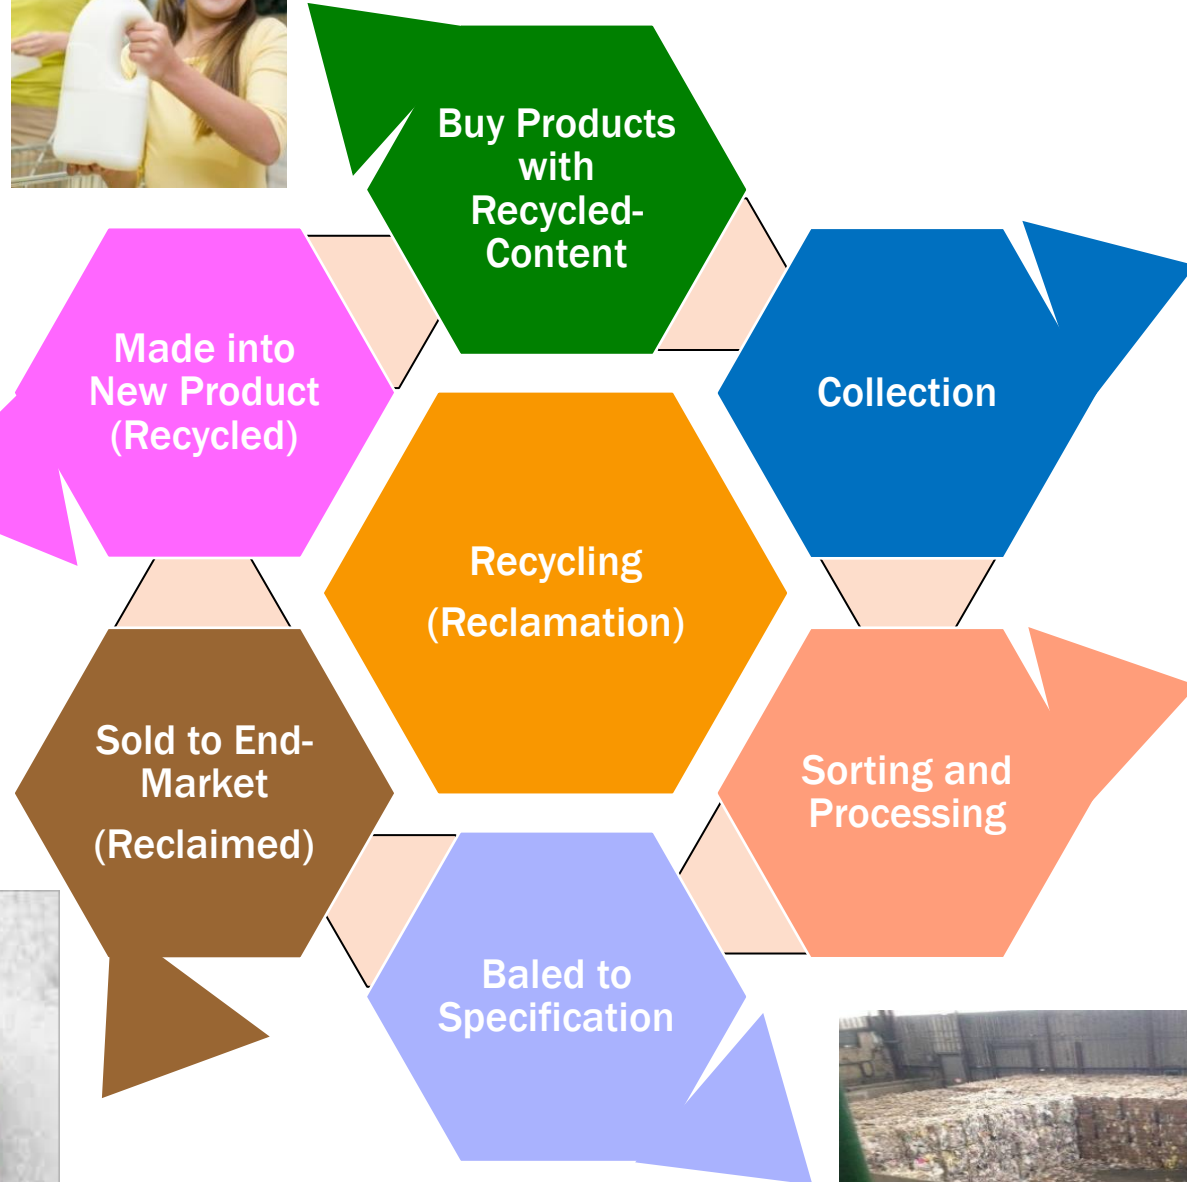 Buy Products
with
Recycled-
Content
Collection
Sorting and
Processing
Baled to
Specification
Sold to End-
Market
(Reclaimed)
Made into
New Product
(Recycled)
Recycling
(Reclamation)